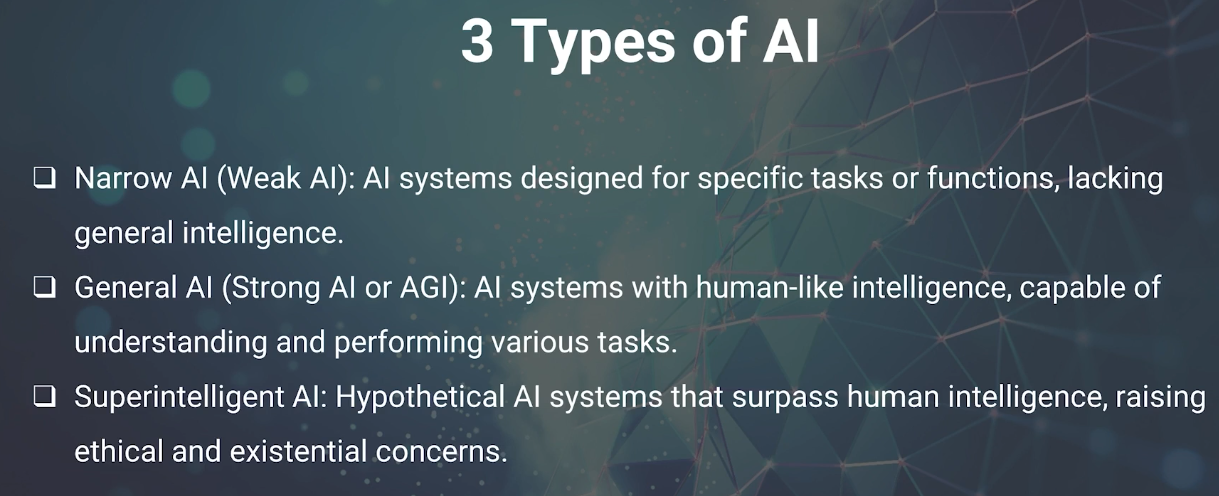 3 Types of AI
❏ Narrow AI (Weak AI): AI systems designed for specific tasks or functions, lacking
general intelligence.
❏ General AI (Strong AI or AGI): AI systems with human-like intelligence, capable of
understanding and performing various tasks.
❏ Superintelligent AI: Hypothetical AI systems that surpass human intelligence, raising
ethical and existential concerns.